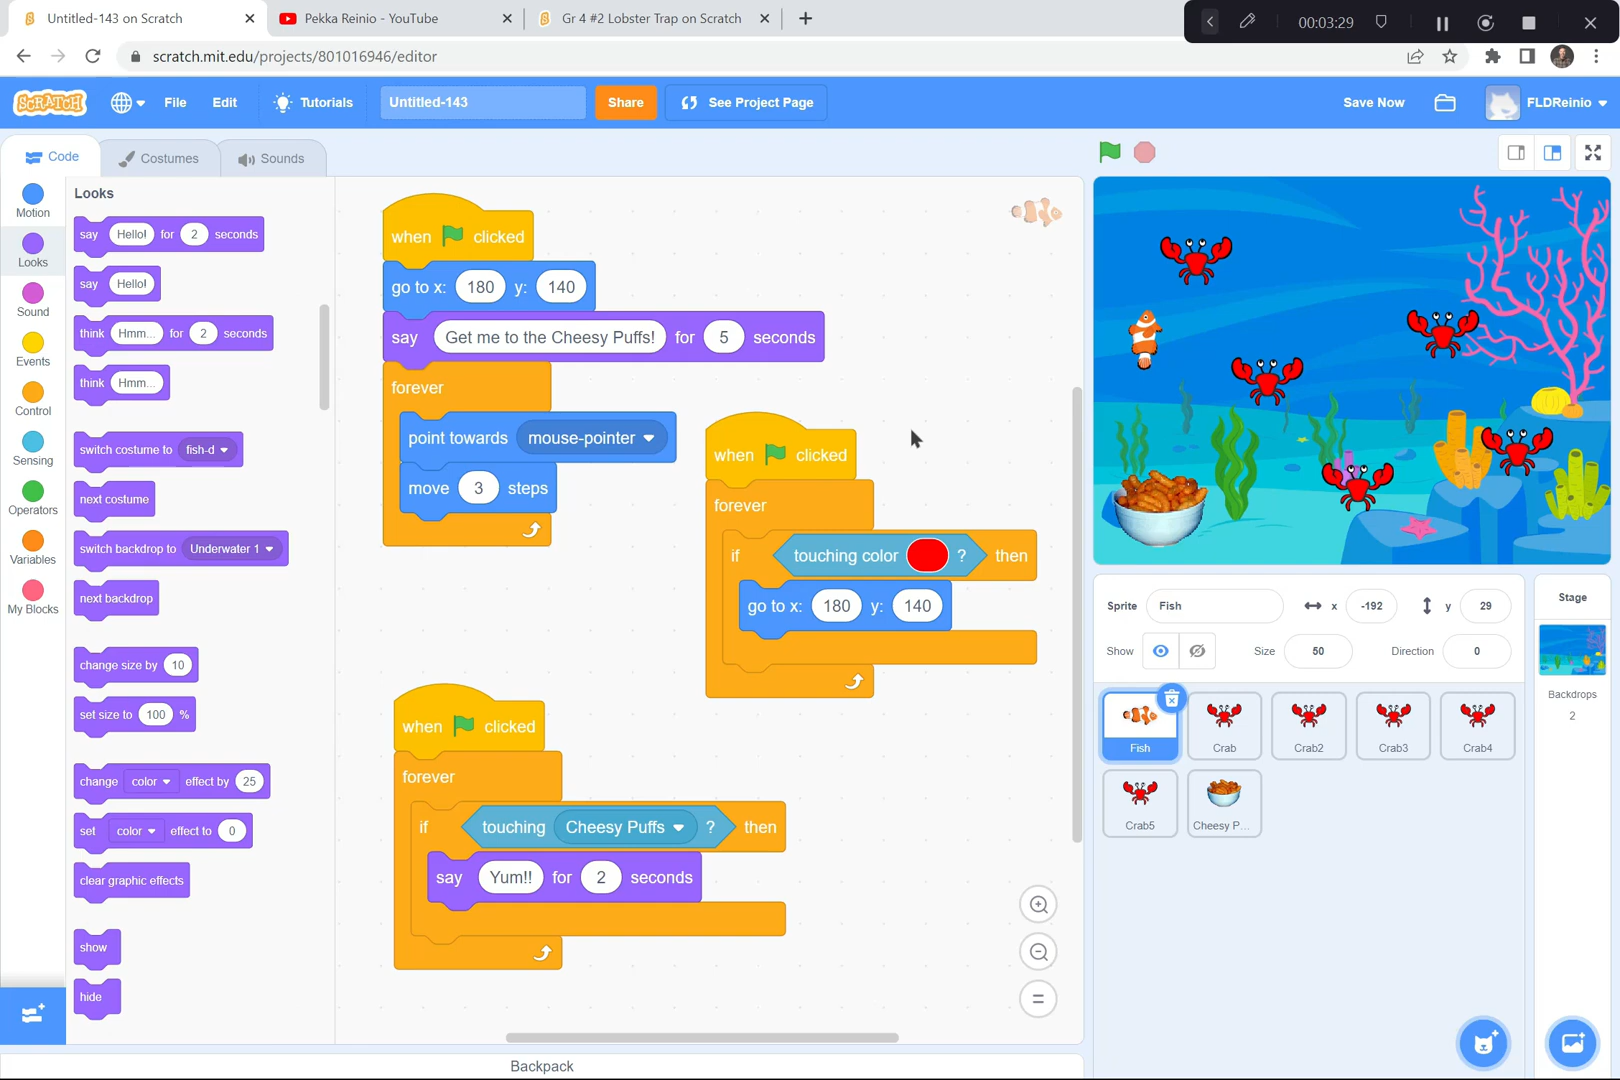 Untitled-143 on Scratch
Pekka Reinio - YouTube
Gr 4 #2 Lobster Trap on Scratch
00:03:29
scratch.mit.edu/projects/801016946/editor
SCRATCH
File
Edit
Tutorials
Untitled-143
Share
See Project Page
Save Now
FLDReinio
Code
Costumes
Sounds
Motion
Looks
Sound
Events
Control
Sensing
Operators
Variables
My Blocks
Looks
say Hello! for 2 seconds
say Hello!
think Hmm... for 2 seconds
think Hmm...
switch costume to fish-d
next costume
switch backdrop to Underwater 1
next backdrop
change size by 10
set size to 100 %
change color effect by 25
set color effect to 0
clear graphic effects
show
hide
when clicked
go to x: 180 y: 140
say Get me to the Cheesy Puffs! for 5 seconds
forever
point towards mouse-pointer
move 3 steps
when clicked
forever
if touching color ? then
go to x: 180 y: 140
when clicked
forever
if touching Cheesy Puffs ? then
say Yum!! for 2 seconds
Backpack
Sprite Fish x -192 y 29
Show Size 50 Direction 0
Fish
Crab
Crab2
Crab3
Crab4
Crab5
Cheesy P...
Stage
Backdrops
2